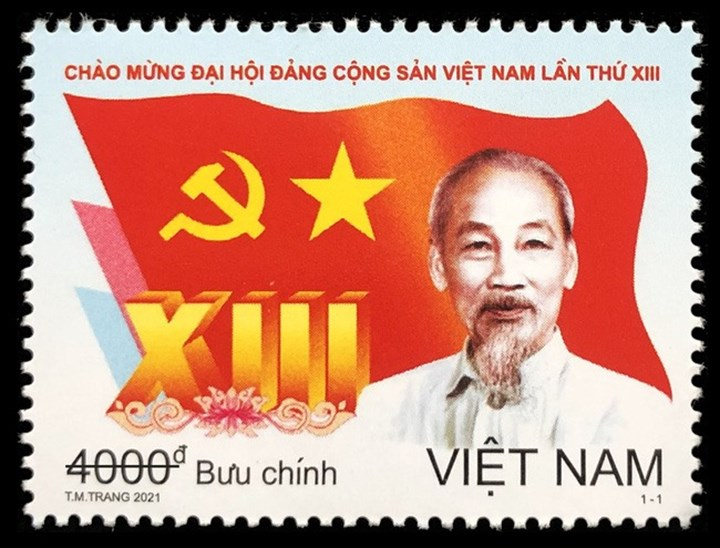 CHÀO MỪNG ĐẠI HỘI ĐẢNG CỘNG SẢN VIỆT NAM LẦN THỨ XIII
XIII
4000đ Bưu chính
VIỆT NAM
T.M.TRANG 2021
1-1